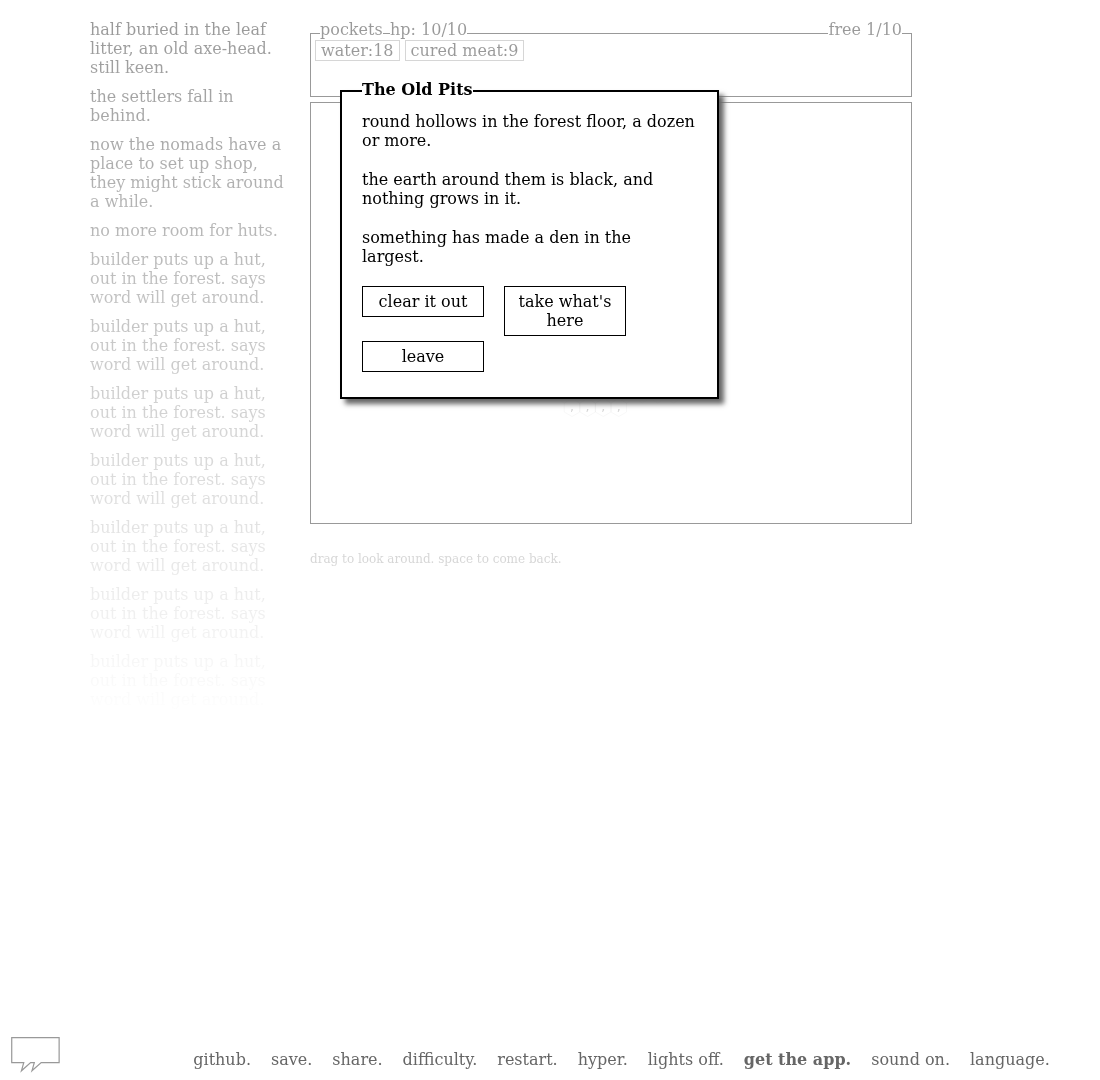 half buried in the leaf
litter, an old axe-head.
still keen.
the settlers fall in
behind.
now the nomads have a
place to set up shop,
they might stick around
a while.
no more room for huts.
builder puts up a hut,
out in the forest. says
word will get around.
builder puts up a hut,
out in the forest. says
word will get around.
builder puts up a hut,
out in the forest. says
word will get around.
builder puts up a hut,
out in the forest. says
word will get around.
builder puts up a hut,
out in the forest. says
word will get around.
builder puts up a hut,
out in the forest. says
word will get around.
builder puts up a hut,
out in the forest. says
word will get around.
pockets hp: 10/10 free 1/10
water:18 cured meat:9
The Old Pits
round hollows in the forest floor, a dozen
or more.
the earth around them is black, and
nothing grows in it.
something has made a den in the
largest.
clear it out
take what's
here
leave
drag to look around. space to come back.
github. save. share. difficulty. restart. hyper. lights off. get the app. sound on. language.